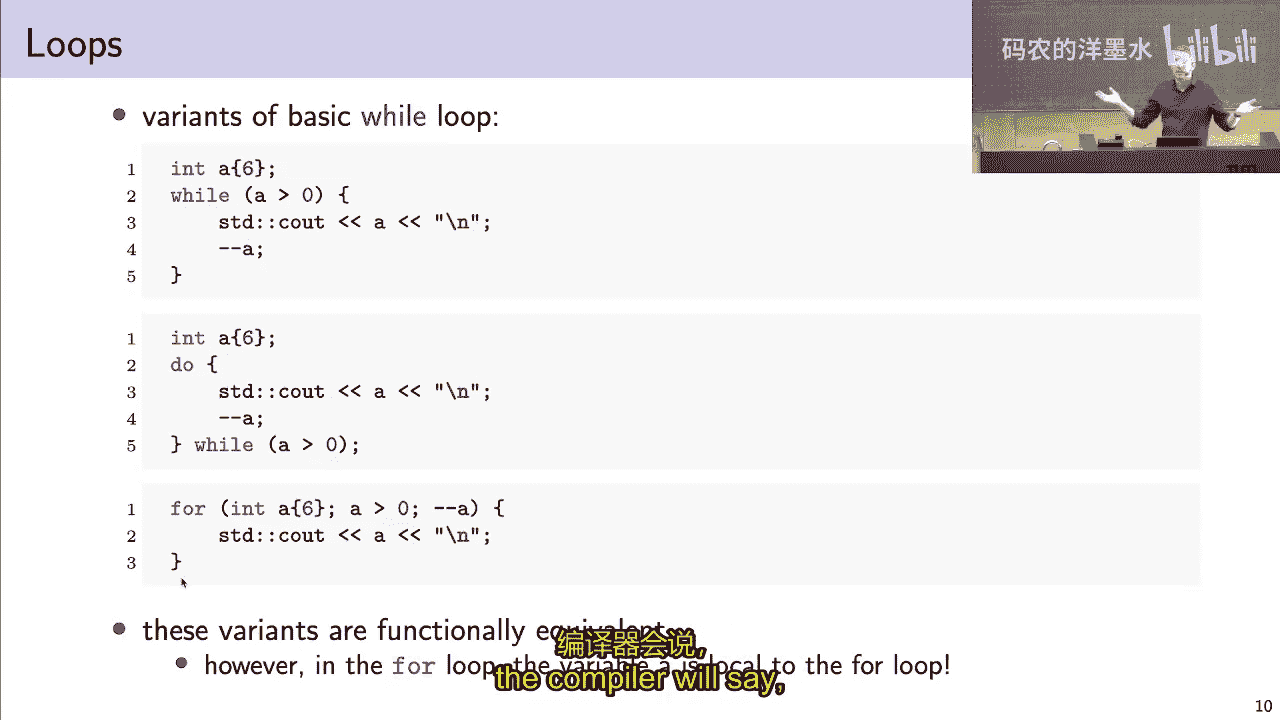 Loops
码农的洋墨水 bilibili
• variants of basic while loop:
1 int a{6};
2 while (a > 0) {
3 std::cout << a << "\n";
4 --a;
5 }
1 int a{6};
2 do {
3 std::cout << a << "\n";
4 --a;
5 } while (a > 0);
1 for (int a{6}; a > 0; --a) {
2 std::cout << a << "\n";
3 }
• these variants are functionally equivalent
• however, in the for loop, the variable a is local to the for loop!
编译器会说,
the compiler will say,
10